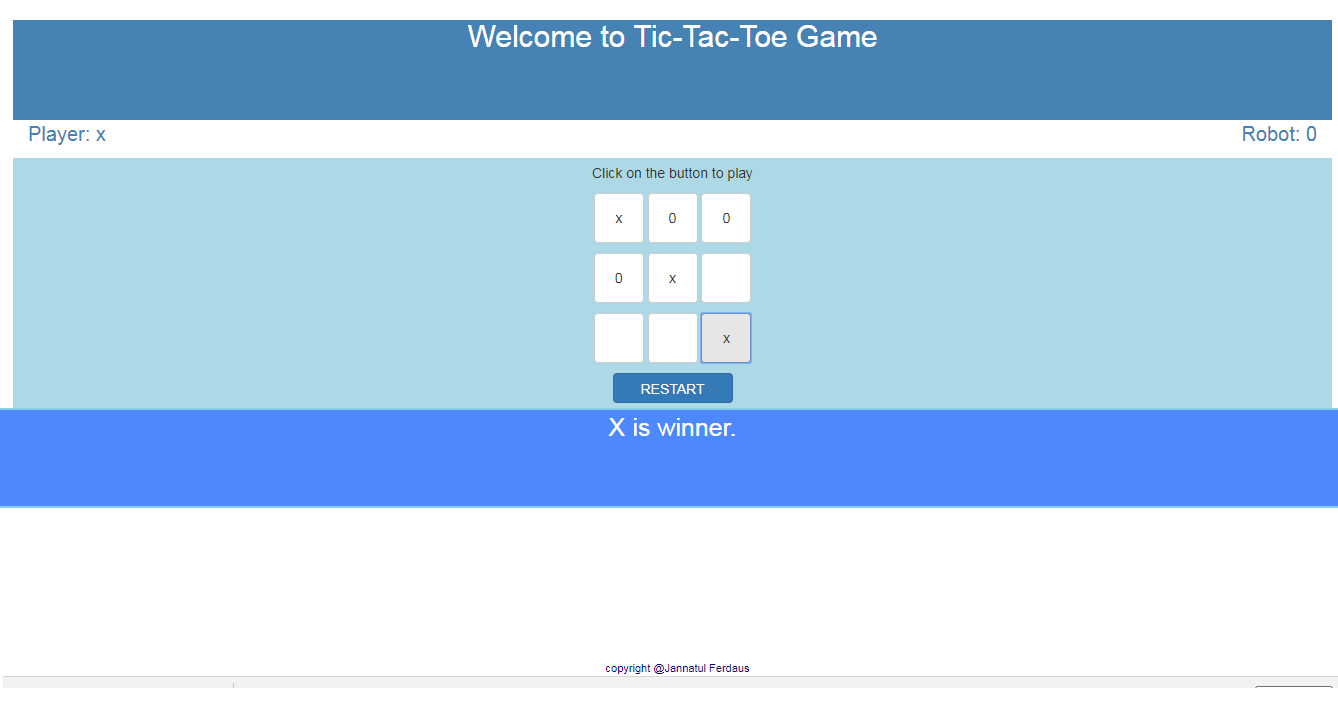 Welcome to Tic-Tac-Toe Game
Player: x
Robot: 0
Click on the button to play
x 0 0
0 x
x
RESTART
X is winner.
copyright @Jannatul Ferdaus